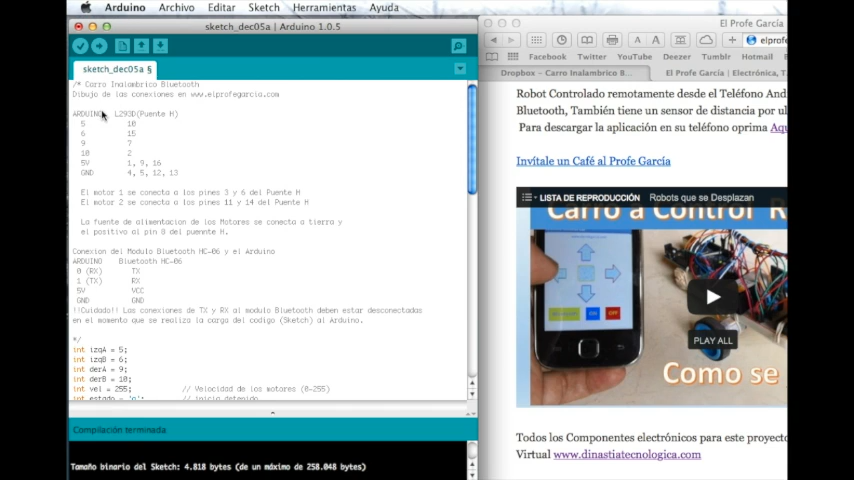 Arduino Archivo Editar Sketch Herramientas Ayuda
sketch_dec05a | Arduino 1.0.5
sketch_dec05a §
/* Carro Inalambrico Bluetooth
Dibujo de las conexiones en www.elprofegarcia.com
ARDUINO L293D(Puente H)
5 10
6 15
9 7
10 2
5V 1, 9, 16
GND 4, 5, 12, 13
El motor 1 se conecta a los pines 3 y 6 del Puente H
El motor 2 se conecta a los pines 11 y 14 del Puente H
La fuente de alimentacion de los Motores se conecta a tierra y
el positivo al pin 8 del puennte H.
Conexion del Modulo Bluetooth HC-06 y el Arduino
ARDUINO Bluetooth HC-06
0 (RX) TX
1 (TX) RX
5V VCC
GND GND
!!Cuidado!! Las conexiones de TX y RX al modulo Bluetooth deben estar desconectadas
en el momento que se realiza la carga del codigo (Sketch) al Arduino.
*/
int izqA = 5;
int izqB = 6;
int derA = 9;
int derB = 10;
int vel = 255; // Velocidad de los motores (0-255)
int estado = 'g'; // inicia detenido
Compilación terminada
Tamaño binario del Sketch: 4.818 bytes (de un máximo de 258.048 bytes)
El Profe García
elprofe
Facebook Twitter YouTube Deezer Tumblr Hotmail
Dropbox – Carro Inalambrico B...
El Profe García | Electrónica, T
Robot Controlado remotamente desde el Teléfono And
Bluetooth, También tiene un sensor de distancia por ul
Para descargar la aplicación en su teléfono oprima Aqu
Invítale un Café al Profe García
LISTA DE REPRODUCCIÓN Robots que se Desplazan
Carro a Control R
PLAY ALL
Como se
Todos los Componentes electrónicos para este proyecto
Virtual www.dinastiatecnologica.com